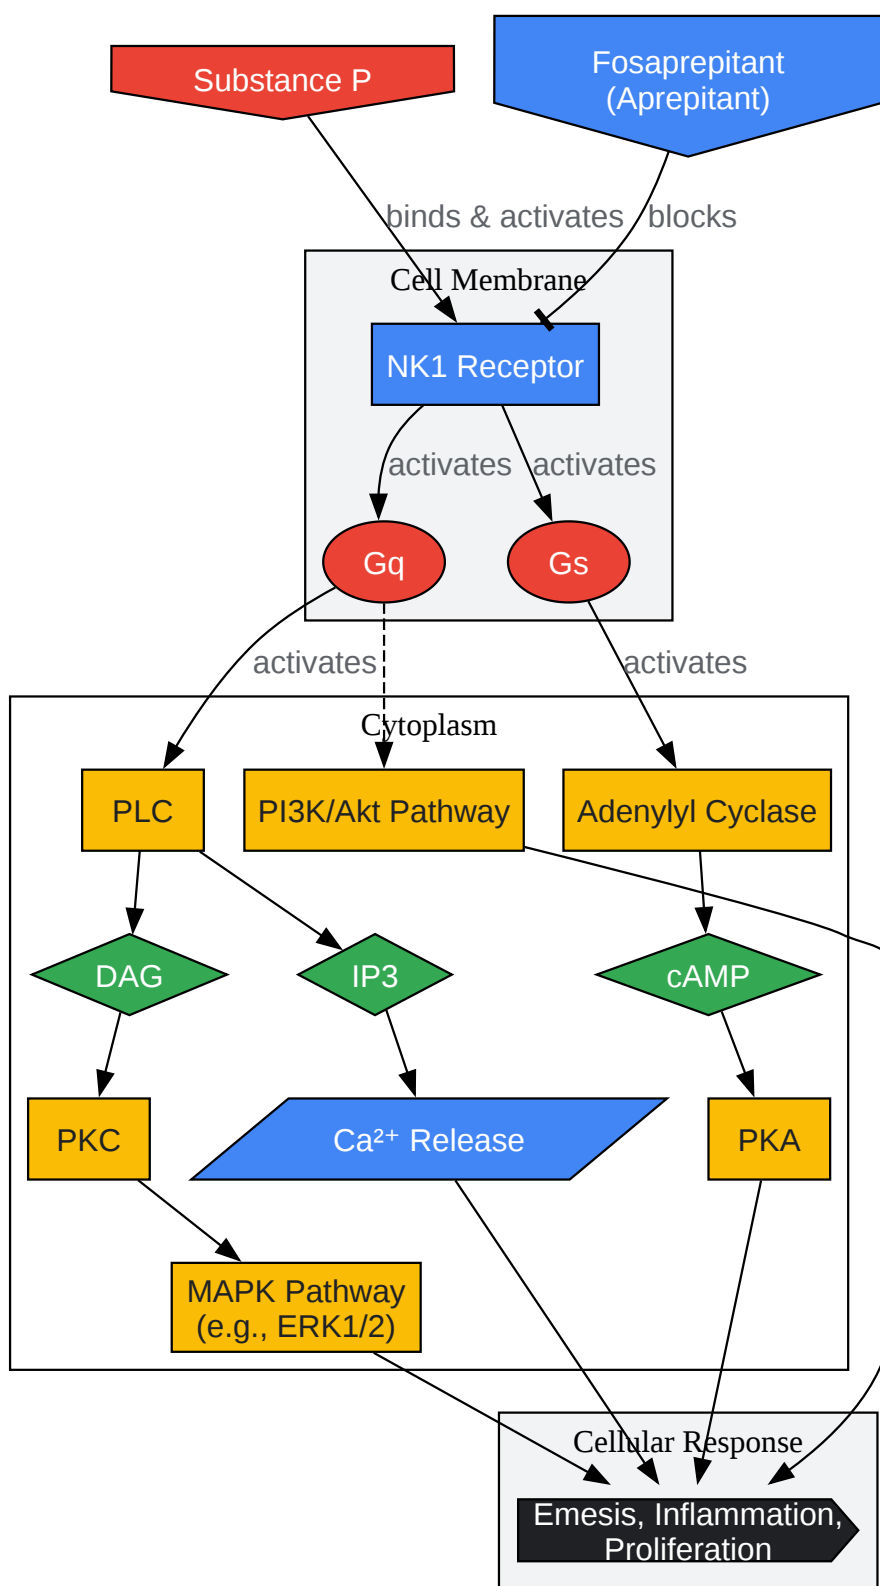 Substance P
Fosaprepitant
(Aprepitant)
binds & activates
blocks
Cell Membrane
NK1 Receptor
activates
activates
Gq
Gs
activates
activates
Cytoplasm
PLC
PI3K/Akt Pathway
Adenylyl Cyclase
DAG
IP3
cAMP
PKC
Ca²⁺ Release
PKA
MAPK Pathway
(e.g., ERK1/2)
Cellular Response
Emesis, Inflammation,
Proliferation